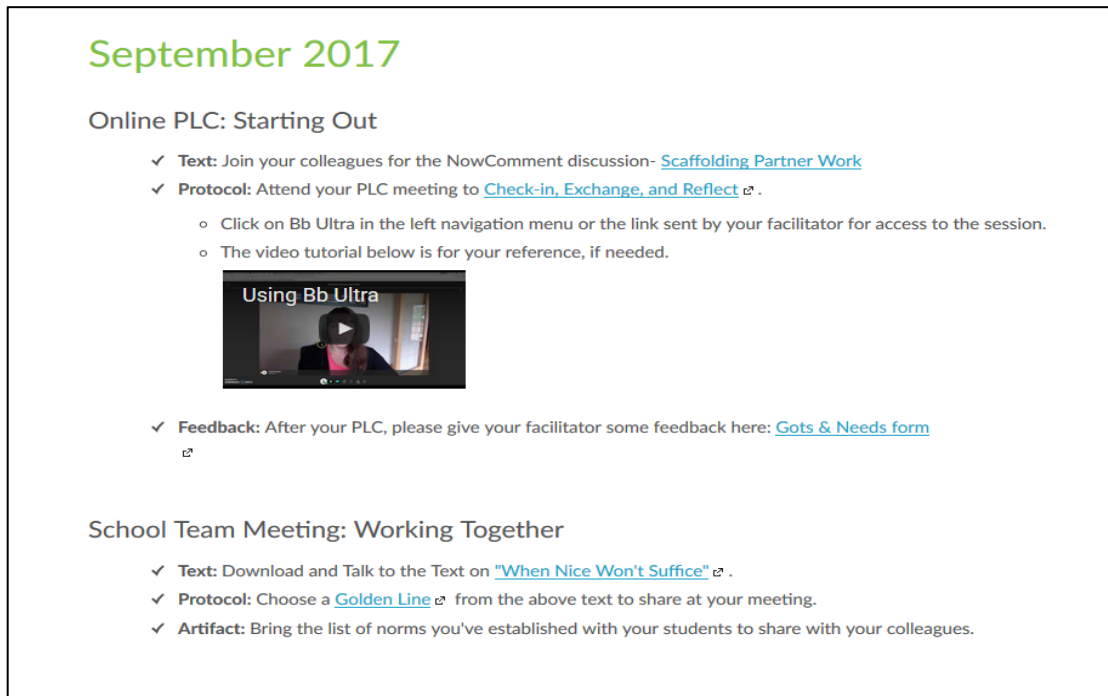 September 2017
Online PLC: Starting Out
✓ Text: Join your colleagues for the NowComment discussion- Scaffolding Partner Work
✓ Protocol: Attend your PLC meeting to Check-in, Exchange, and Reflect .
○ Click on Bb Ultra in the left navigation menu or the link sent by your facilitator for access to the session.
○ The video tutorial below is for your reference, if needed.
Using Bb Ultra
✓ Feedback: After your PLC, please give your facilitator some feedback here: Gots & Needs form
School Team Meeting: Working Together
✓ Text: Download and Talk to the Text on "When Nice Won't Suffice" .
✓ Protocol: Choose a Golden Line from the above text to share at your meeting.
✓ Artifact: Bring the list of norms you've established with your students to share with your colleagues.